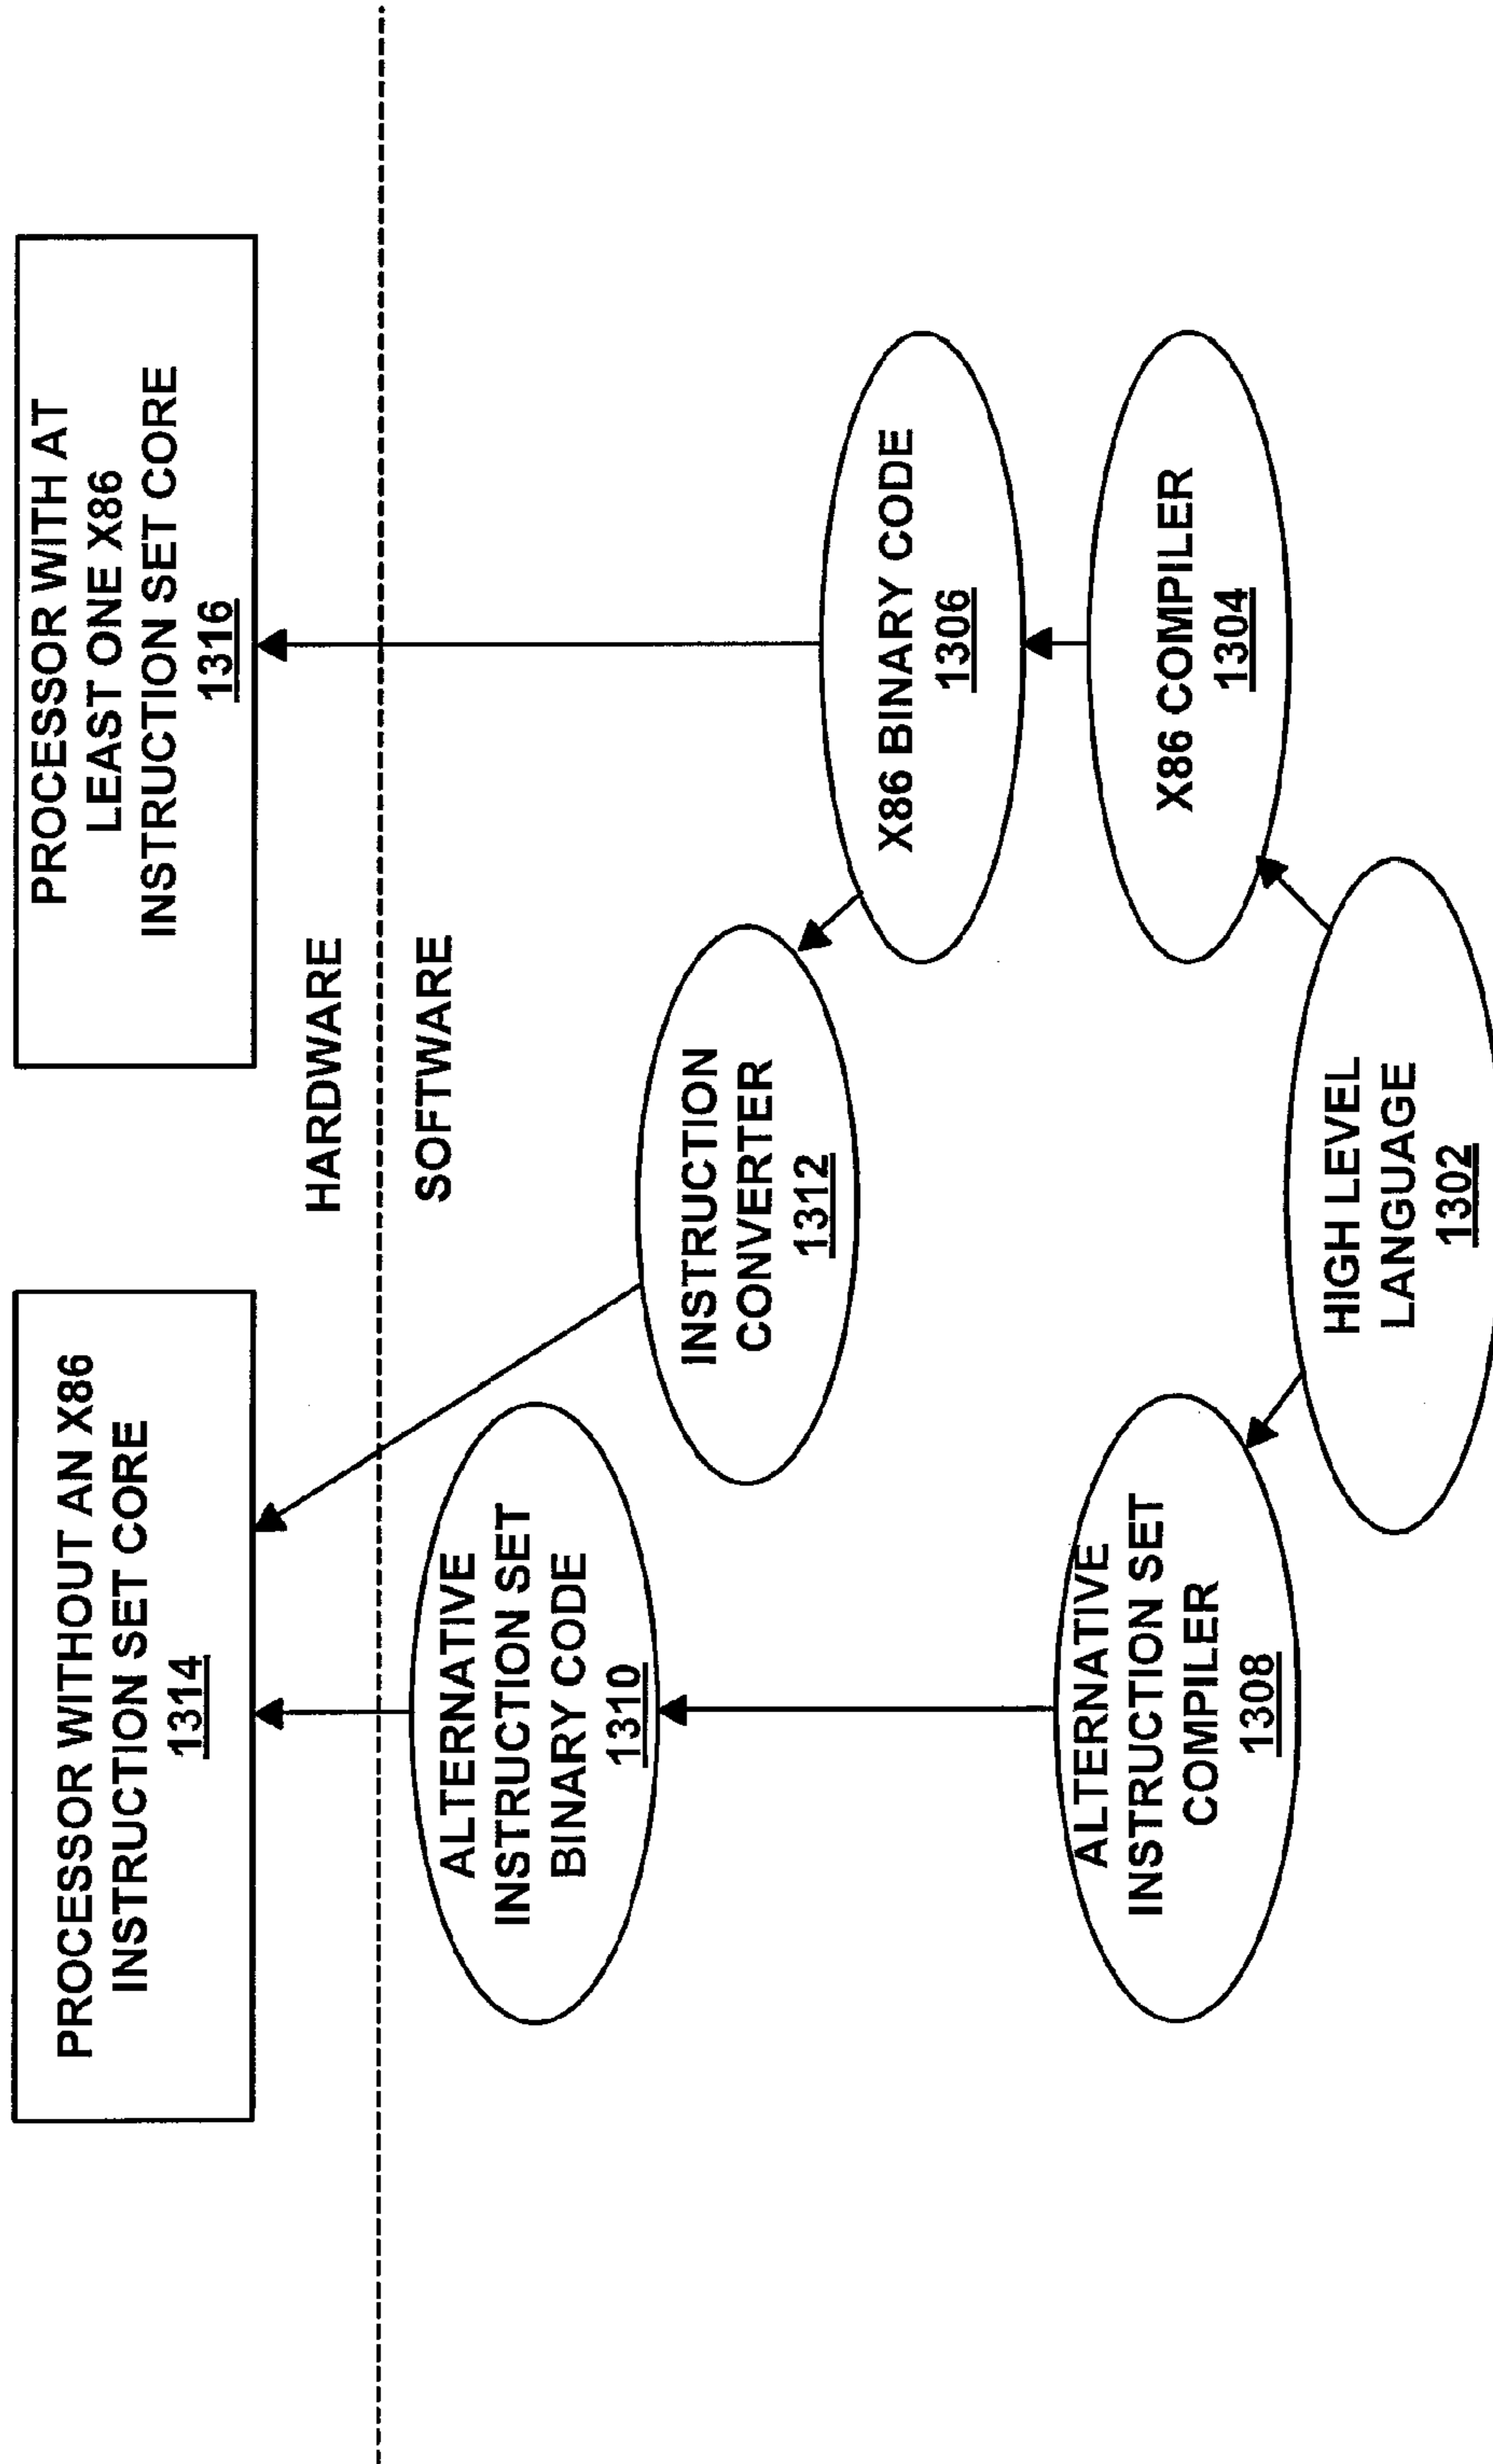 PROCESSOR WITHOUT AN X86
INSTRUCTION SET CORE
1314
PROCESSOR WITH AT
LEAST ONE X86
INSTRUCTION SET CORE
1316
HARDWARE
SOFTWARE
ALTERNATIVE
INSTRUCTION SET
BINARY CODE
1310
INSTRUCTION
CONVERTER
1312
X86 BINARY CODE
1306
ALTERNATIVE
INSTRUCTION SET
COMPILER
1308
X86 COMPILER
1304
HIGH LEVEL
LANGUAGE
1302